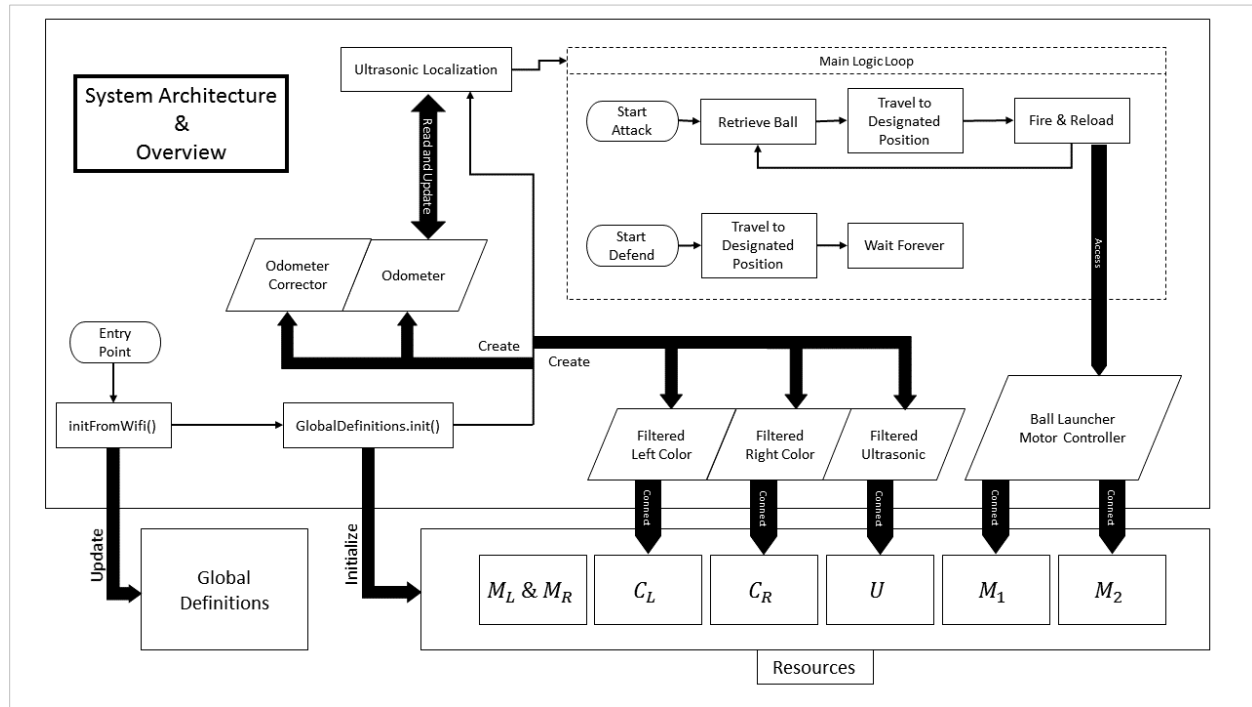 System Architecture
&
Overview
Ultrasonic Localization
Main Logic Loop
Start
Attack
Retrieve Ball
Travel to
Designated
Position
Fire & Reload
Read and Update
Start
Defend
Travel to
Designated
Position
Wait Forever
Access
Odometer
Corrector
Odometer
Entry
Point
Create
Create
initFromWifi()
GlobalDefinitions.init()
Filtered
Left Color
Filtered
Right Color
Filtered
Ultrasonic
Ball Launcher
Motor Controller
Connect
Connect
Connect
Connect
Connect
Update
Global
Definitions
Initialize
M_L & M_R
C_L
C_R
U
M_1
M_2
Resources